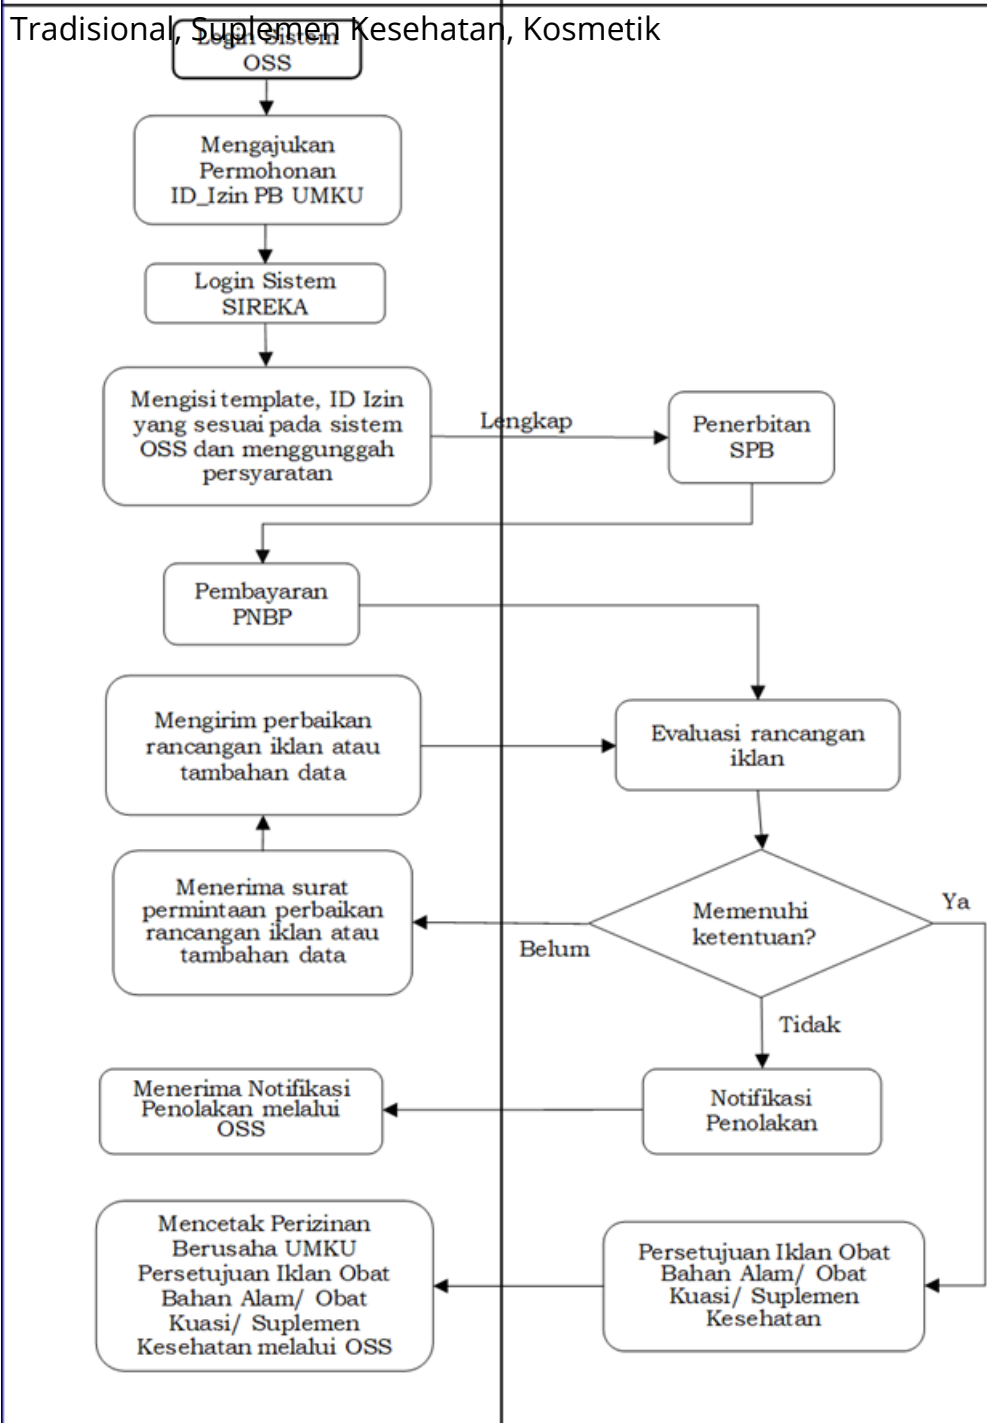 Tradisional, Suplemen Kesehatan, Kosmetik
Login Sistem
OSS
Mengajukan
Permohonan
ID_Izin PB UMKU
Login Sistem
SIREKA
Mengisi template, ID Izin
yang sesuai pada sistem
OSS dan menggunggah
persyaratan
Lengkap
Penerbitan
SPB
Pembayaran
PNBP
Mengirim perbaikan
rancangan iklan atau
tambahan data
Evaluasi rancangan
iklan
Menerima surat
permintaan perbaikan
rancangan iklan atau
tambahan data
Belum
Memenuhi
ketentuan?
Ya
Tidak
Menerima Notifikasi
Penolakan melalui
OSS
Notifikasi
Penolakan
Mencetak Perizinan
Berusaha UMKU
Persetujuan Iklan Obat
Bahan Alam/ Obat
Kuasi/ Suplemen
Kesehatan melalui OSS
Persetujuan Iklan Obat
Bahan Alam/ Obat
Kuasi/ Suplemen
Kesehatan